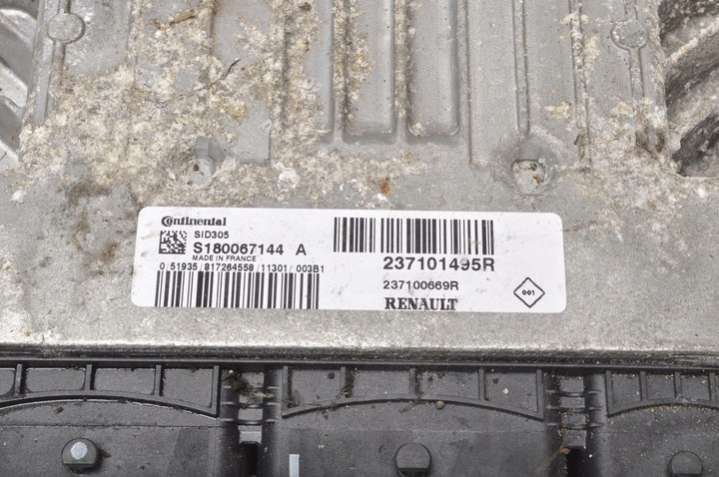 Continental
SID305
S180067144 A
MADE IN FRANCE
0 51935/817264558/11301/003B1
237101495R
237100669R
RENAULT
001